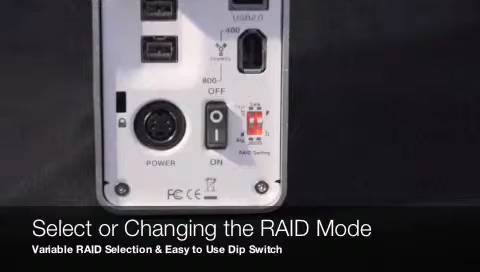 USB2.0
400
800
OFF
POWER
ON
RAID Setting
FC CE
Select or Changing the RAID Mode
Variable RAID Selection & Easy to Use Dip Switch